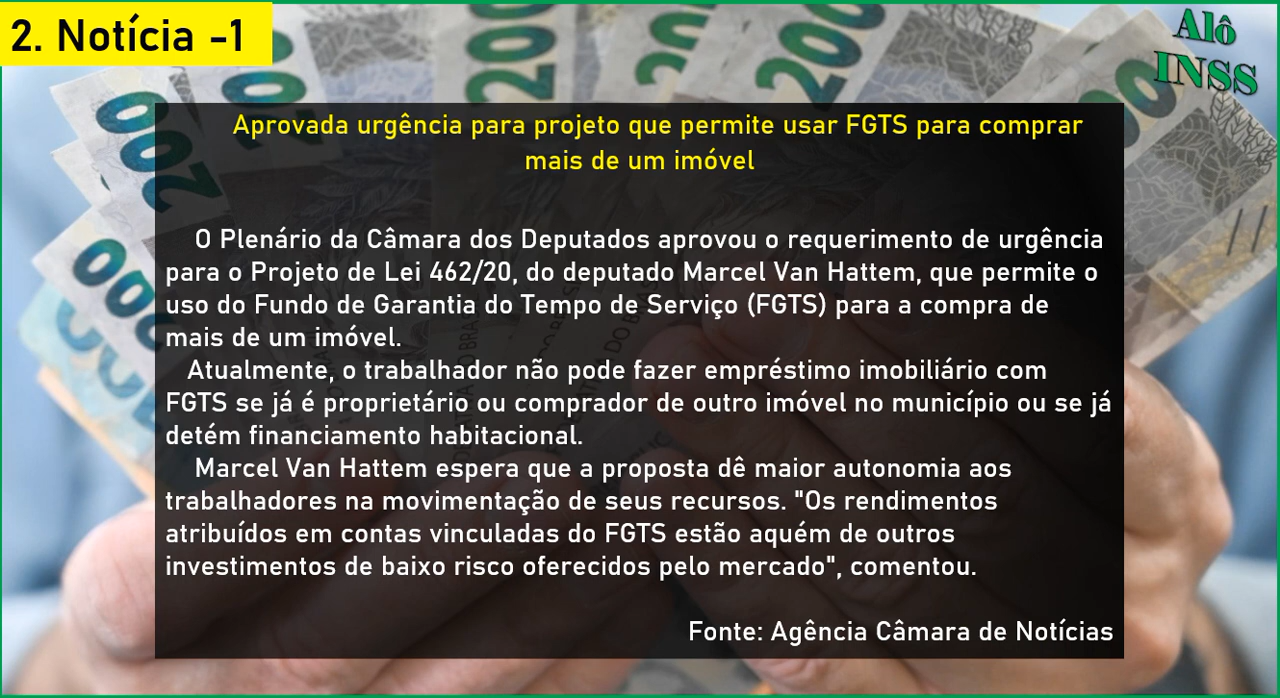 2. Notícia -1
Alô
INSS
Aprovada urgência para projeto que permite usar FGTS para comprar
mais de um imóvel
O Plenário da Câmara dos Deputados aprovou o requerimento de urgência
para o Projeto de Lei 462/20, do deputado Marcel Van Hattem, que permite o
uso do Fundo de Garantia do Tempo de Serviço (FGTS) para a compra de
mais de um imóvel.
Atualmente, o trabalhador não pode fazer empréstimo imobiliário com
FGTS se já é proprietário ou comprador de outro imóvel no município ou se já
detém financiamento habitacional.
Marcel Van Hattem espera que a proposta dê maior autonomia aos
trabalhadores na movimentação de seus recursos. "Os rendimentos
atribuídos em contas vinculadas do FGTS estão aquém de outros
investimentos de baixo risco oferecidos pelo mercado", comentou.
Fonte: Agência Câmara de Notícias
200
200
200